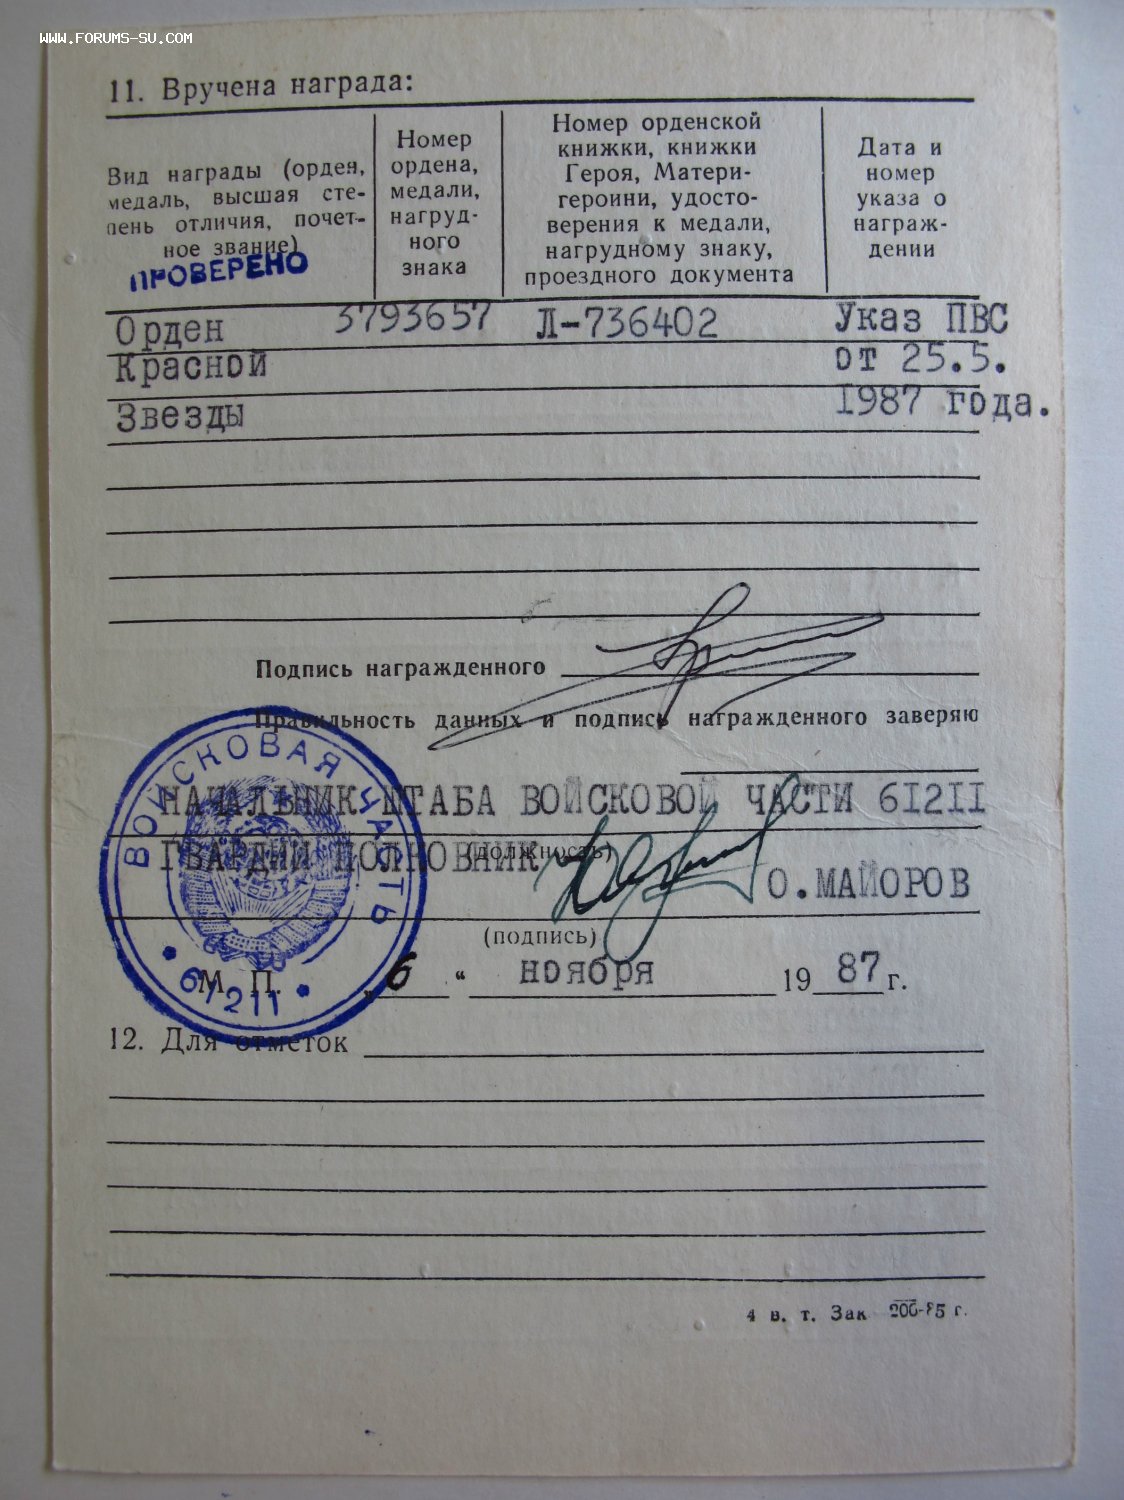 WWW.FORUMS-SU.COM
11. Вручена награда:
Вид награды (орден,
медаль, высшая сте-
пень отличия, почет-
ное звание)
Номер
ордена,
медали,
нагруд-
ного
знака
Номер орденской
книжки, книжки
Героя, Матери-
героини, удосто-
верения к медали,
нагрудному знаку,
проездного документа
Дата и
номер
указа о
награж-
дении
ПРОВЕРЕНО
Орден 3793657 Л-736402 Указ ПВС
Красной от 25.5.
Звезды 1987 года.
Подпись награжденного
Правильность данных и подпись награжденного заверяю
НАЧАЛЬНИК ШТАБА ВОЙСКОВОЙ ЧАСТИ 61211
(должность)
ГВАРДИИ ПОЛКОВНИК
О.МАЙОРОВ
(подпись)
ВОЙСКОВАЯ ЧАСТЬ
61211
М. П. „6“ ноября 1987 г.
12. Для отметок
4 в. т. Зак 200-85 г.